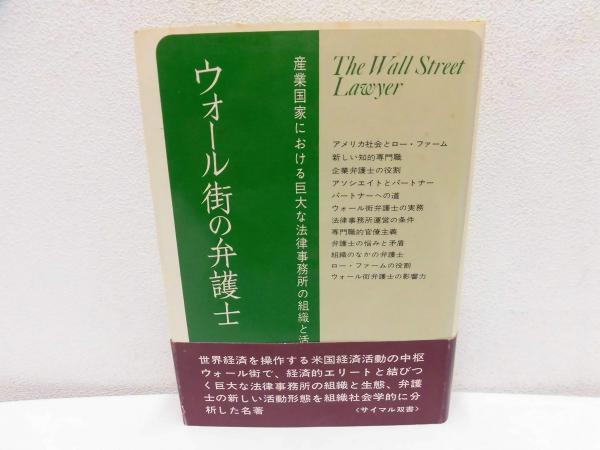 ウォール街の弁護士
産業国家における巨大な法律事務所の組織と活
The Wall Street
Lawyer
アメリカ社会とロー・ファーム
新しい知的専門職
企業弁護士の役割
アソシエイトとパートナー
パートナーへの道
ウォール街弁護士の実務
法律事務所運営の条件
専門職的官僚主義
弁護士の悩みと矛盾
組織のなかの弁護士
ロー・ファームの役割
ウォール街弁護士の影響力
世界経済を操作する米国経済活動の中枢
ウォール街で、経済的エリートと結びつ
く巨大な法律事務所の組織と生態、弁護
士の新しい活動形態を組織社会学的に分
析した名著
〈サイマル双書〉